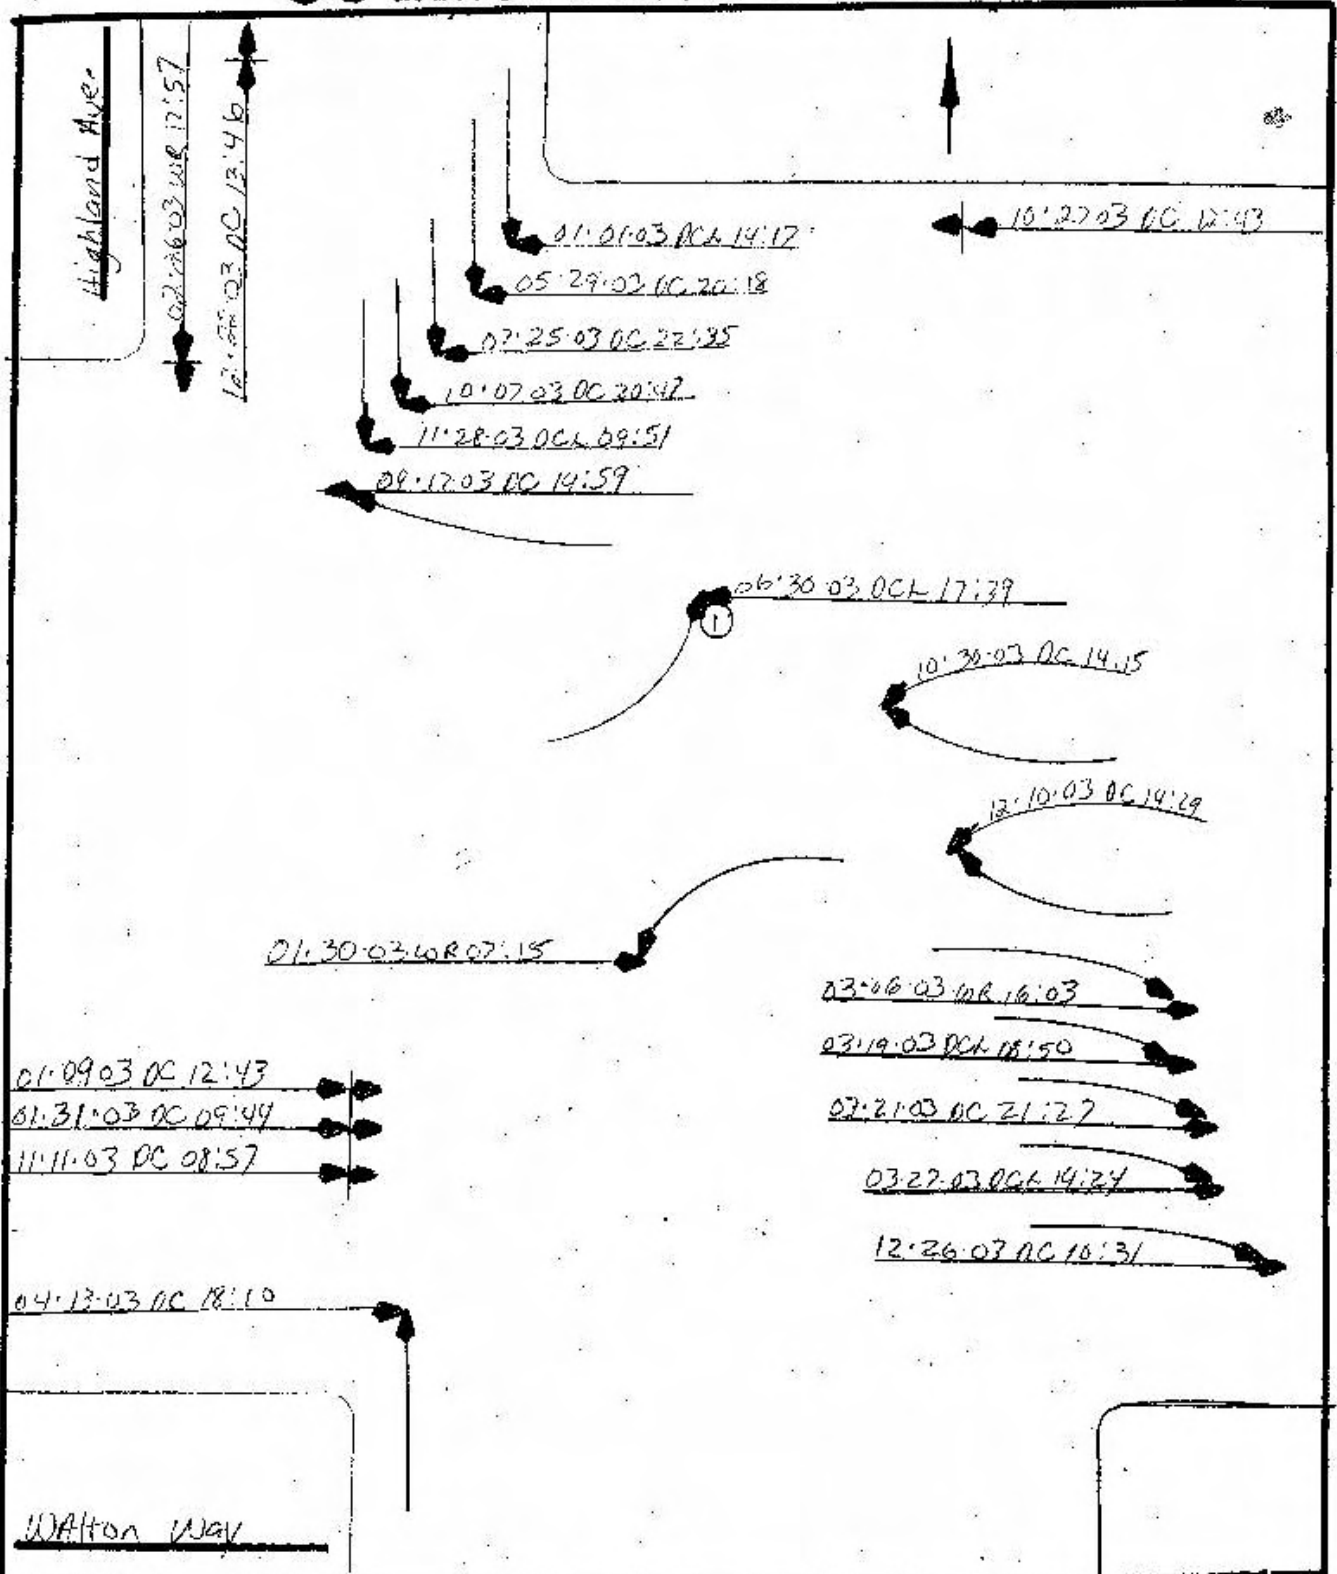 Highland Ave.
02·26·03 WR 17:57
03 DC 13:46
10·27·03 DC 12:43
01·01·03 DCL 14:17
05·29·03 DC 20:18
07·25·03 DC 22:35
10·07·03 DC 20:47
11·28·03 DCL 09:51
09·17·03 DC 14:59
06·30·03 DCL 17:39
1
10·30·03 DC 14:15
12·10·03 DC 14:29
01·30·03 WR 07:15
03·06·03 WR 16:03
03·19·03 DCL 18:50
01·09·03 DC 12:43
01·31·03 DC 09:44
DC 21:27
11·11·03 DC 08:57
03·27·03 DCL 14:24
12·26·03 DC 10:31
04·13·03 DC 18:10
WAlton Way